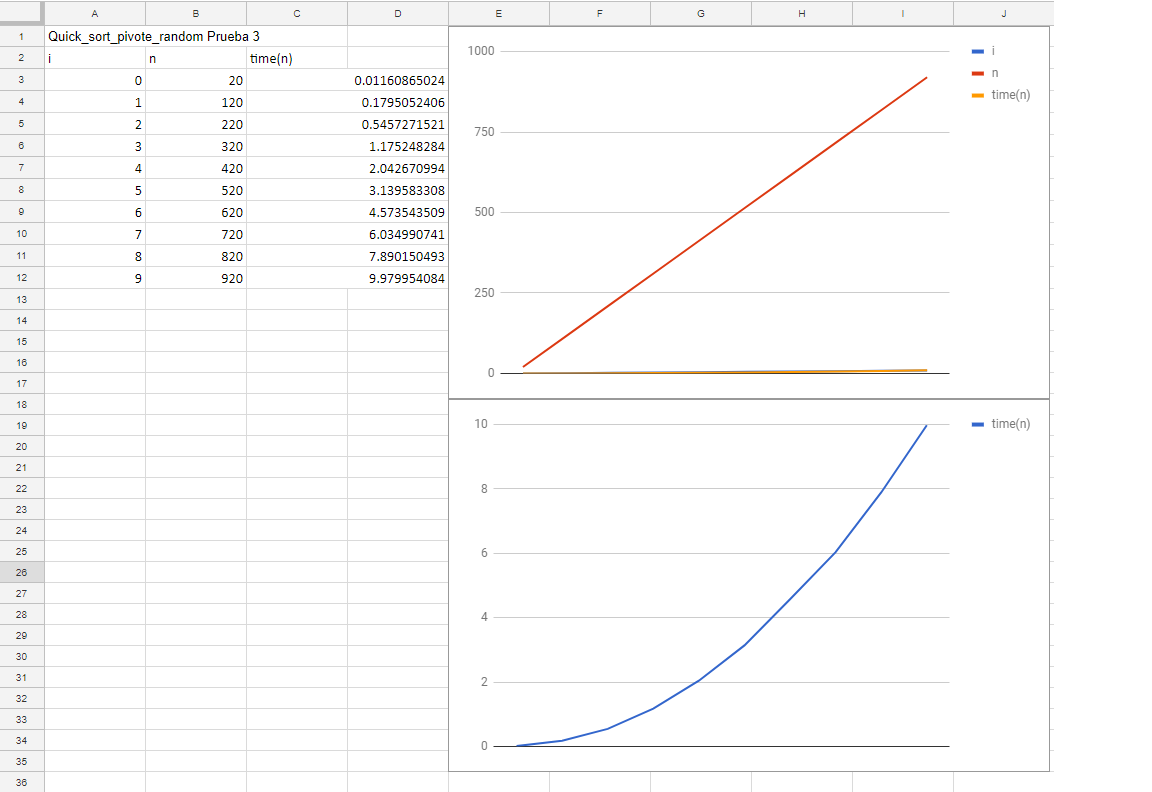 A B C D E F G H I J
1 Quick_sort_pivote_random Prueba 3
2 i n time(n)
3 0 20 0.01160865024
4 1 120 0.1795052406
5 2 220 0.5457271521
6 3 320 1.175248284
7 4 420 2.042670994
8 5 520 3.139583308
9 6 620 4.573543509
10 7 720 6.034990741
11 8 820 7.890150493
12 9 920 9.979954084
13
14
15
16
17
18
19
20
21
22
23
24
25
26
27
28
29
30
31
32
33
34
35
36
1000
750
500
250
0
i
n
time(n)
10
8
6
4
2
0
time(n)